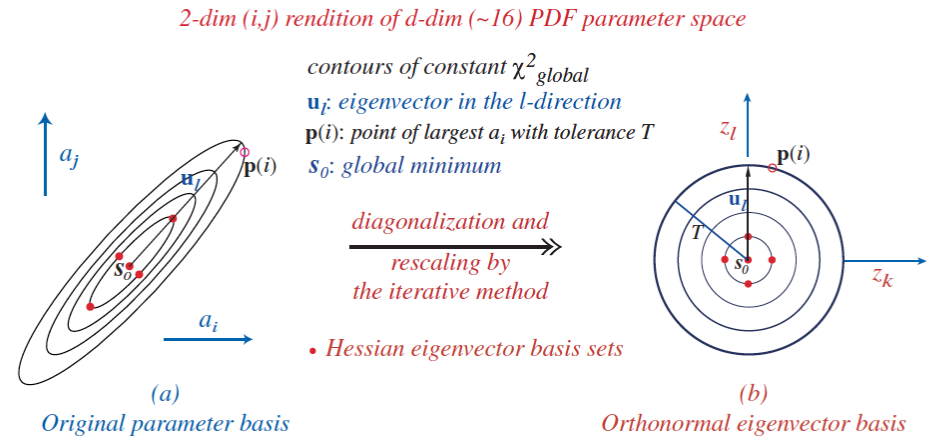 2-dim (i,j) rendition of d-dim (~16) PDF parameter space
contours of constant χ²global
uₗ: eigenvector in the l-direction
p(i): point of largest aᵢ with tolerance T
s₀: global minimum
aⱼ
p(i)
uₗ
s₀
aᵢ
diagonalization and
rescaling by
the iterative method
• Hessian eigenvector basis sets
zₗ
p(i)
uₗ
T
s₀
zₖ
(a)
Original parameter basis
(b)
Orthonormal eigenvector basis